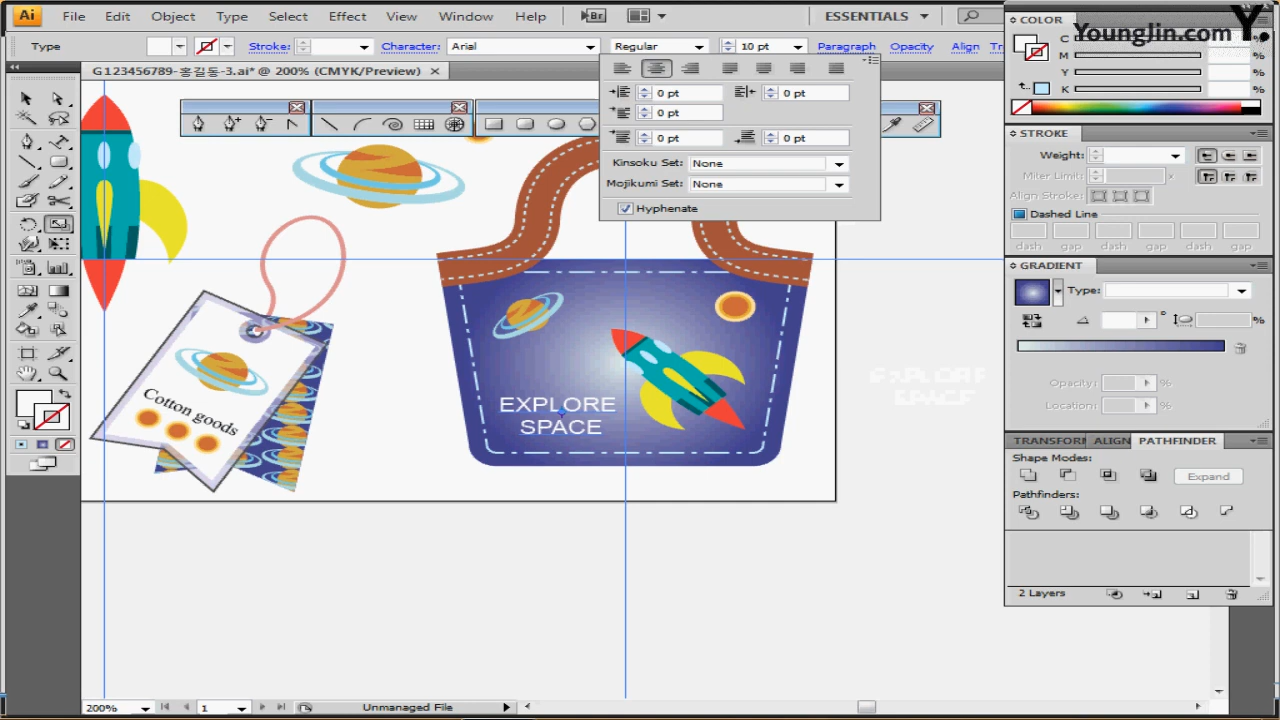 Ai File Edit Object Type Select Effect View Window Help Br ESSENTIALS
Type Stroke: Character: Arial Regular 10 pt Paragraph Opacity Align
G123456789-홍길동-3.ai* @ 200% (CMYK/Preview) ×
0 pt 0 pt
0 pt
0 pt 0 pt
Kinsoku Set: None
Mojikumi Set: None
Hyphenate
COLOR
YoungJin.com Y.
C %
M %
Y %
K %
STROKE
Weight:
Miter Limit: x
Align Stroke:
Dashed Line
dash gap dash gap dash gap
GRADIENT
Type:
° %
Opacity: %
Location: %
TRANSFORM ALIGN PATHFINDER
Shape Modes:
Expand
Pathfinders:
2 Layers
Cotton goods
EXPLORE
SPACE
EXPLORE
SPACE
200% 1 Unmanaged File